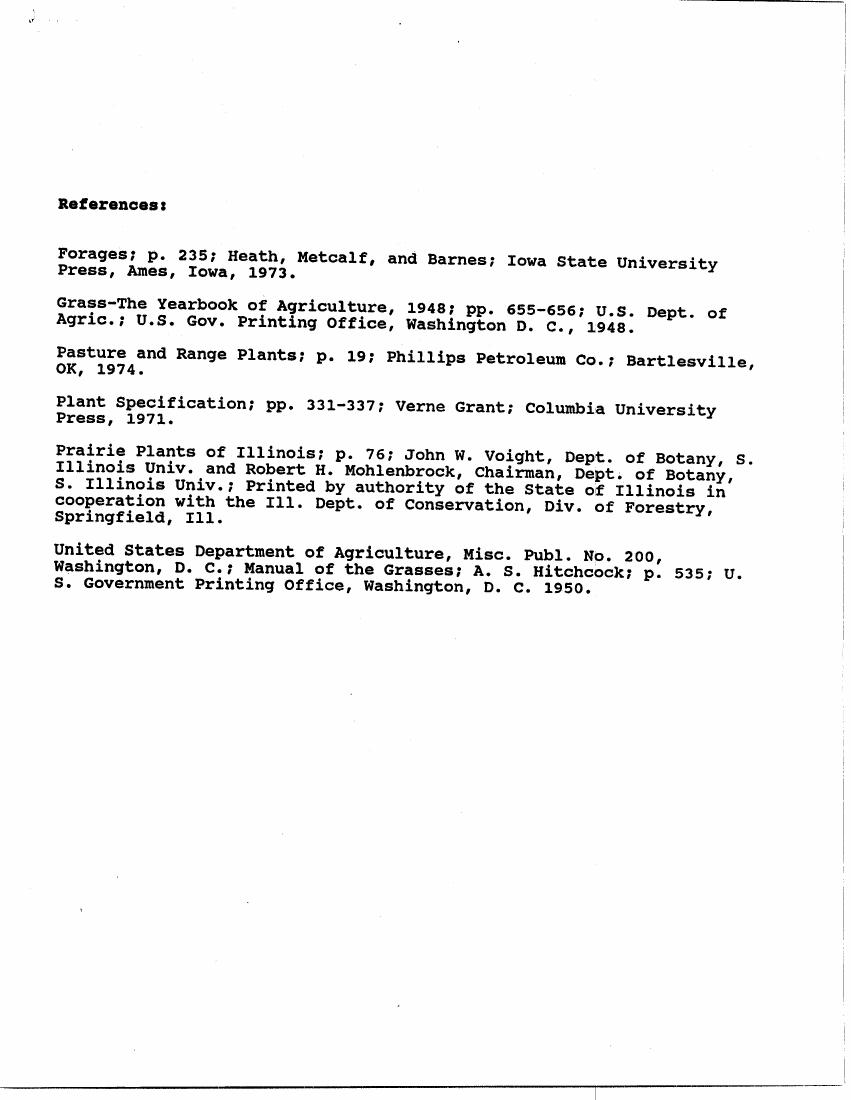 References:
Forages; p. 235; Heath, Metcalf, and Barnes; Iowa State University
Press, Ames, Iowa, 1973.
Grass-The Yearbook of Agriculture, 1948; pp. 655-656; U.S. Dept. of
Agric.; U.S. Gov. Printing Office, Washington D. C., 1948.
Pasture and Range Plants; p. 19; Phillips Petroleum Co.; Bartlesville,
OK, 1974.
Plant Specification; pp. 331-337; Verne Grant; Columbia University
Press, 1971.
Prairie Plants of Illinois; p. 76; John W. Voight, Dept. of Botany, S.
Illinois Univ. and Robert H. Mohlenbrock, Chairman, Dept. of Botany,
S. Illinois Univ.; Printed by authority of the State of Illinois in
cooperation with the Ill. Dept. of Conservation, Div. of Forestry,
Springfield, Ill.
United States Department of Agriculture, Misc. Publ. No. 200,
Washington, D. C.; Manual of the Grasses; A. S. Hitchcock; p. 535; U.
S. Government Printing Office, Washington, D. C. 1950.